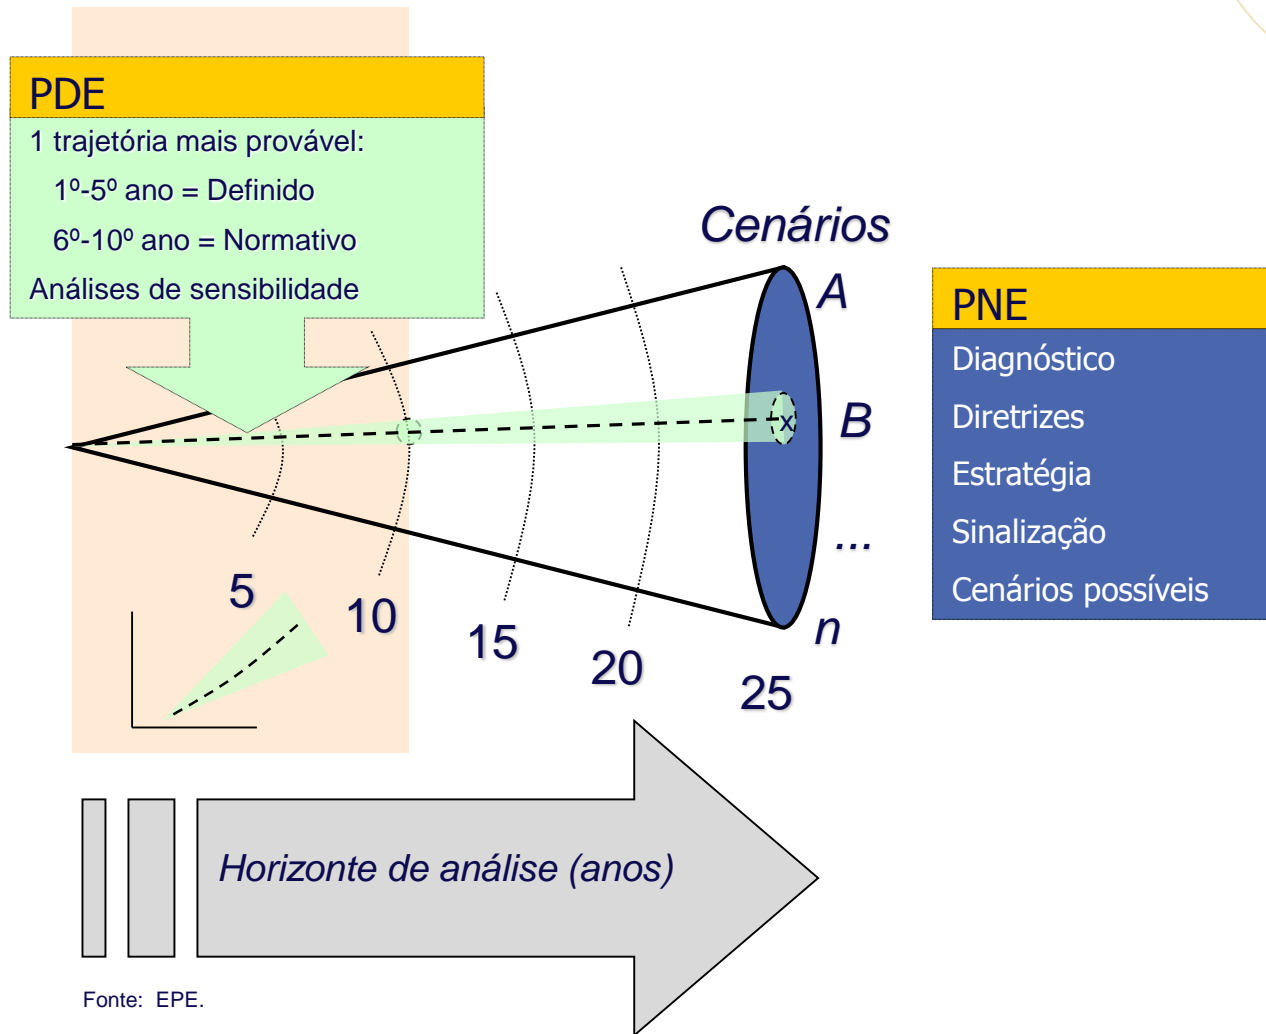 PDE
1 trajetória mais provável:
1º-5º ano = Definido
6º-10º ano = Normativo
Análises de sensibilidade
Cenários
A
B
x
...
n
5
10
15
20
25
PNE
Diagnóstico
Diretrizes
Estratégia
Sinalização
Cenários possíveis
Horizonte de análise (anos)
Fonte: EPE.